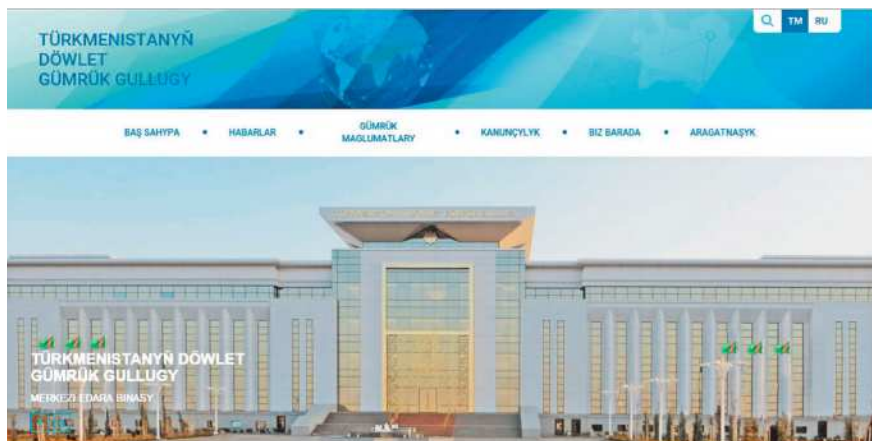 TÜRKMENISTANYŇ
DÖWLET
GÜMRÜK GULLUGY
TM RU
BAŞ SAHYPA • HABARLAR • GÜMRÜK MAGLUMATLARY • KANUNÇYLYK • BIZ BARADA • ARAGATNAŞYK
TÜRKMENISTANYŇ DÖWLET
GÜMRÜK GULLUGY
MERKEZI EDARA BINASY